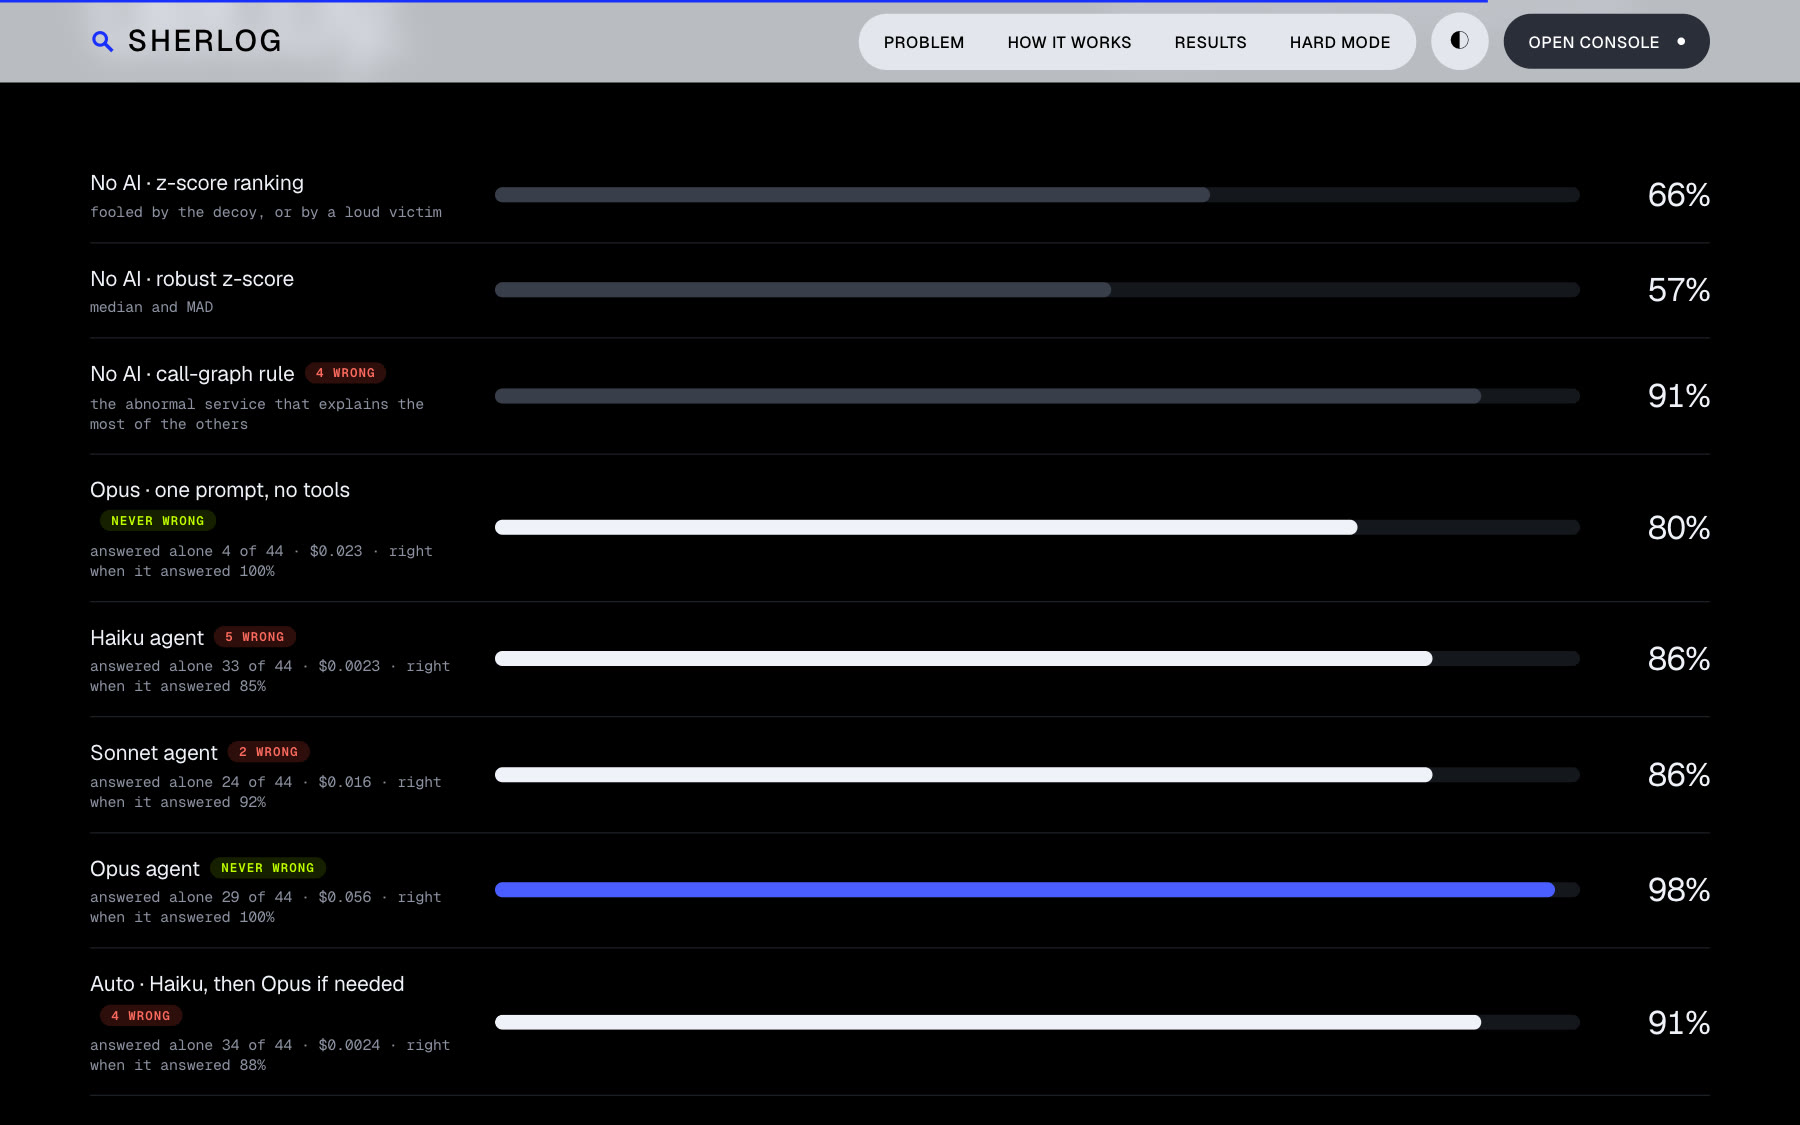 SHERLOG
PROBLEM
HOW IT WORKS
RESULTS
HARD MODE
OPEN CONSOLE
No AI · z-score ranking
fooled by the decoy, or by a loud victim
66%
No AI · robust z-score
median and MAD
57%
No AI · call-graph rule 4 WRONG
the abnormal service that explains the
most of the others
91%
Opus · one prompt, no tools
NEVER WRONG
answered alone 4 of 44 · $0.023 · right
when it answered 100%
80%
Haiku agent 5 WRONG
answered alone 33 of 44 · $0.0023 · right
when it answered 85%
86%
Sonnet agent 2 WRONG
answered alone 24 of 44 · $0.016 · right
when it answered 92%
86%
Opus agent NEVER WRONG
answered alone 29 of 44 · $0.056 · right
when it answered 100%
98%
Auto · Haiku, then Opus if needed
4 WRONG
answered alone 34 of 44 · $0.0024 · right
when it answered 88%
91%